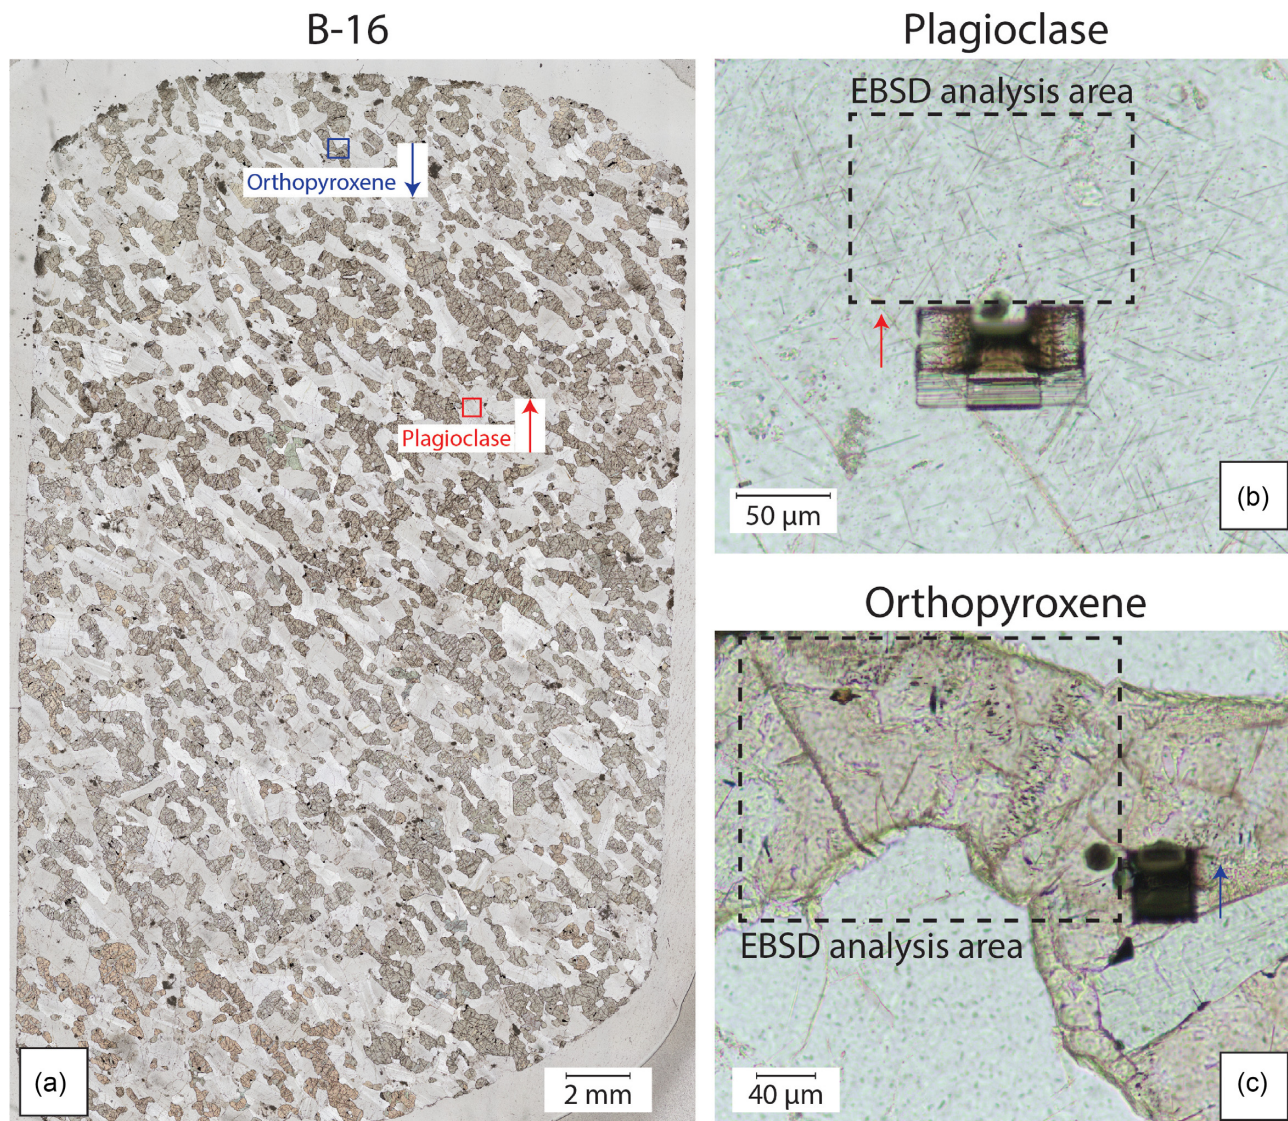 B-16
Orthopyroxene
Plagioclase
2 mm
(a)
Plagioclase
EBSD analysis area
50 µm
(b)
Orthopyroxene
EBSD analysis area
40 µm
(c)